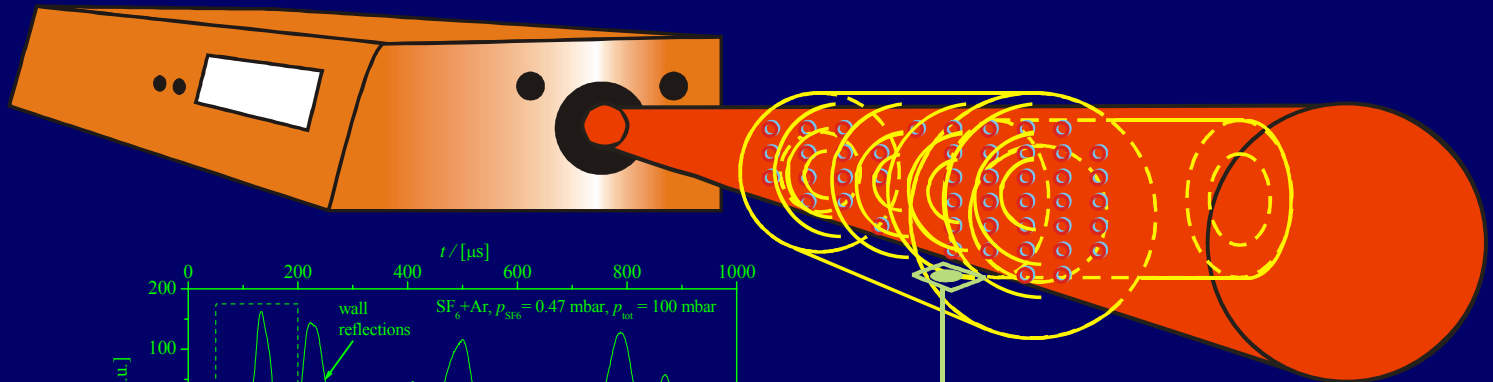 t / [μs]
0 200 400 600 800 1000
200
wall
reflections
SF6+Ar, pSF6 = 0.47 mbar, ptot = 100 mbar
100
.u.]